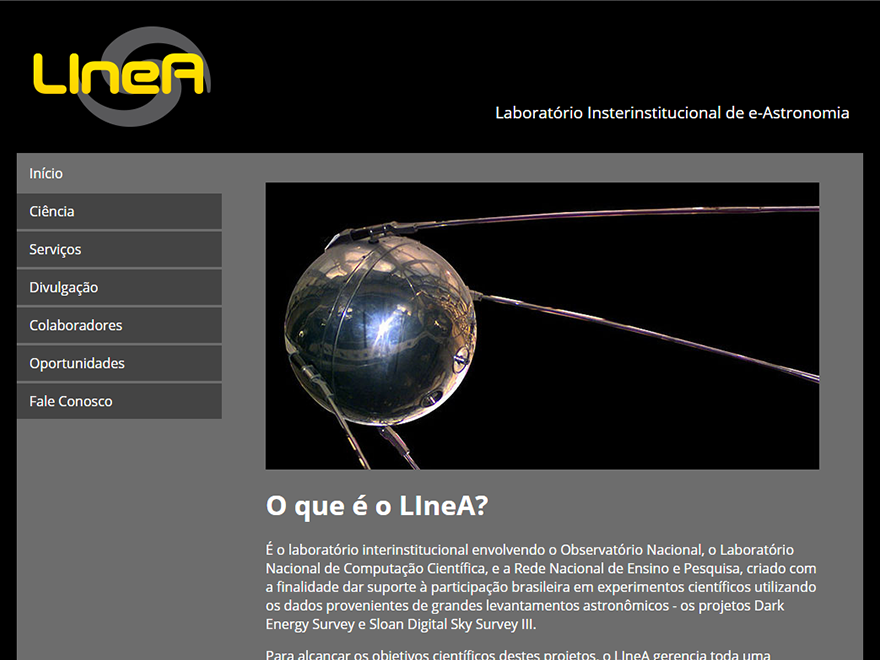 LIneA
Laboratório Insterinstitucional de e-Astronomia
Início
Ciência
Serviços
Divulgação
Colaboradores
Oportunidades
Fale Conosco
O que é o LIneA?
É o laboratório interinstitucional envolvendo o Observatório Nacional, o Laboratório
Nacional de Computação Científica, e a Rede Nacional de Ensino e Pesquisa, criado com
a finalidade dar suporte à participação brasileira em experimentos científicos utilizando
os dados provenientes de grandes levantamentos astronômicos - os projetos Dark
Energy Survey e Sloan Digital Sky Survey III.
Para alcançar os objetivos científicos destes projetos, o LIneA gerencia toda uma